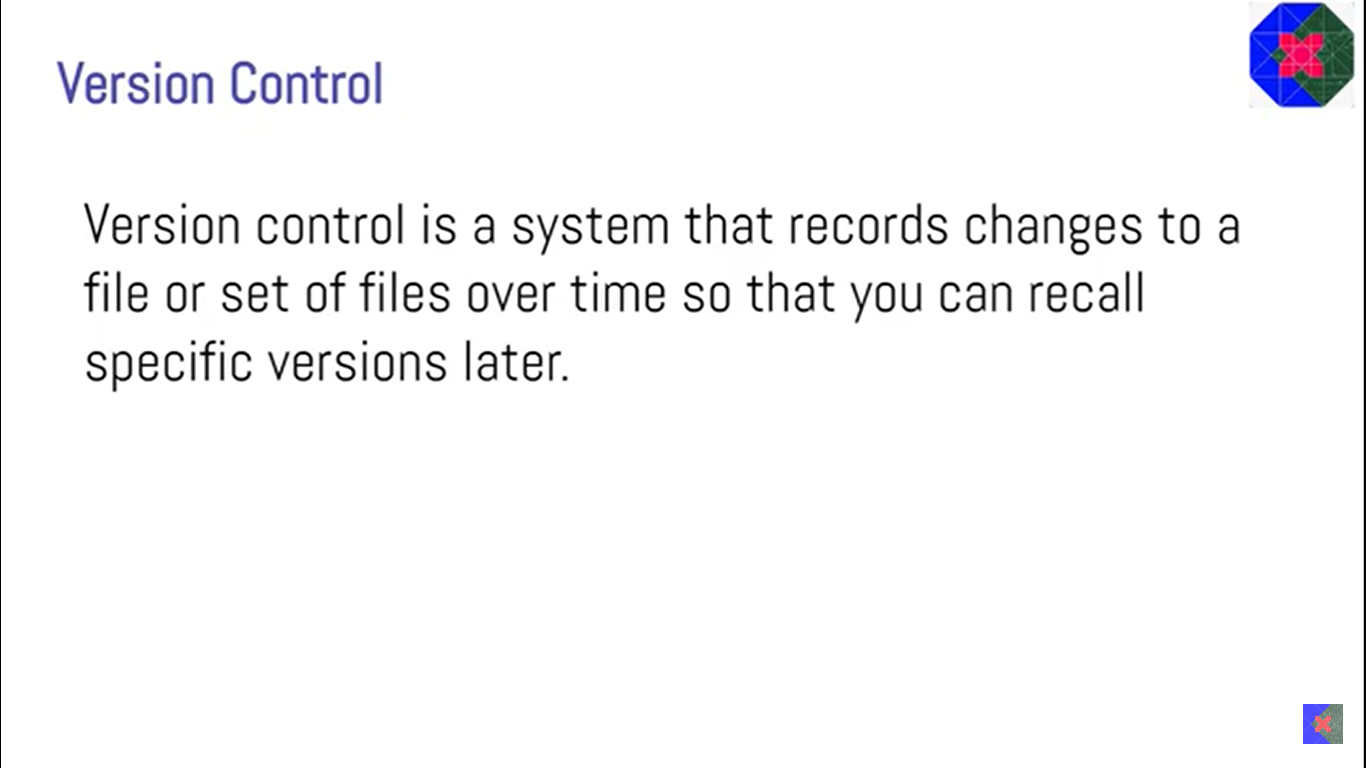 Version Control
Version control is a system that records changes to a
file or set of files over time so that you can recall
specific versions later.